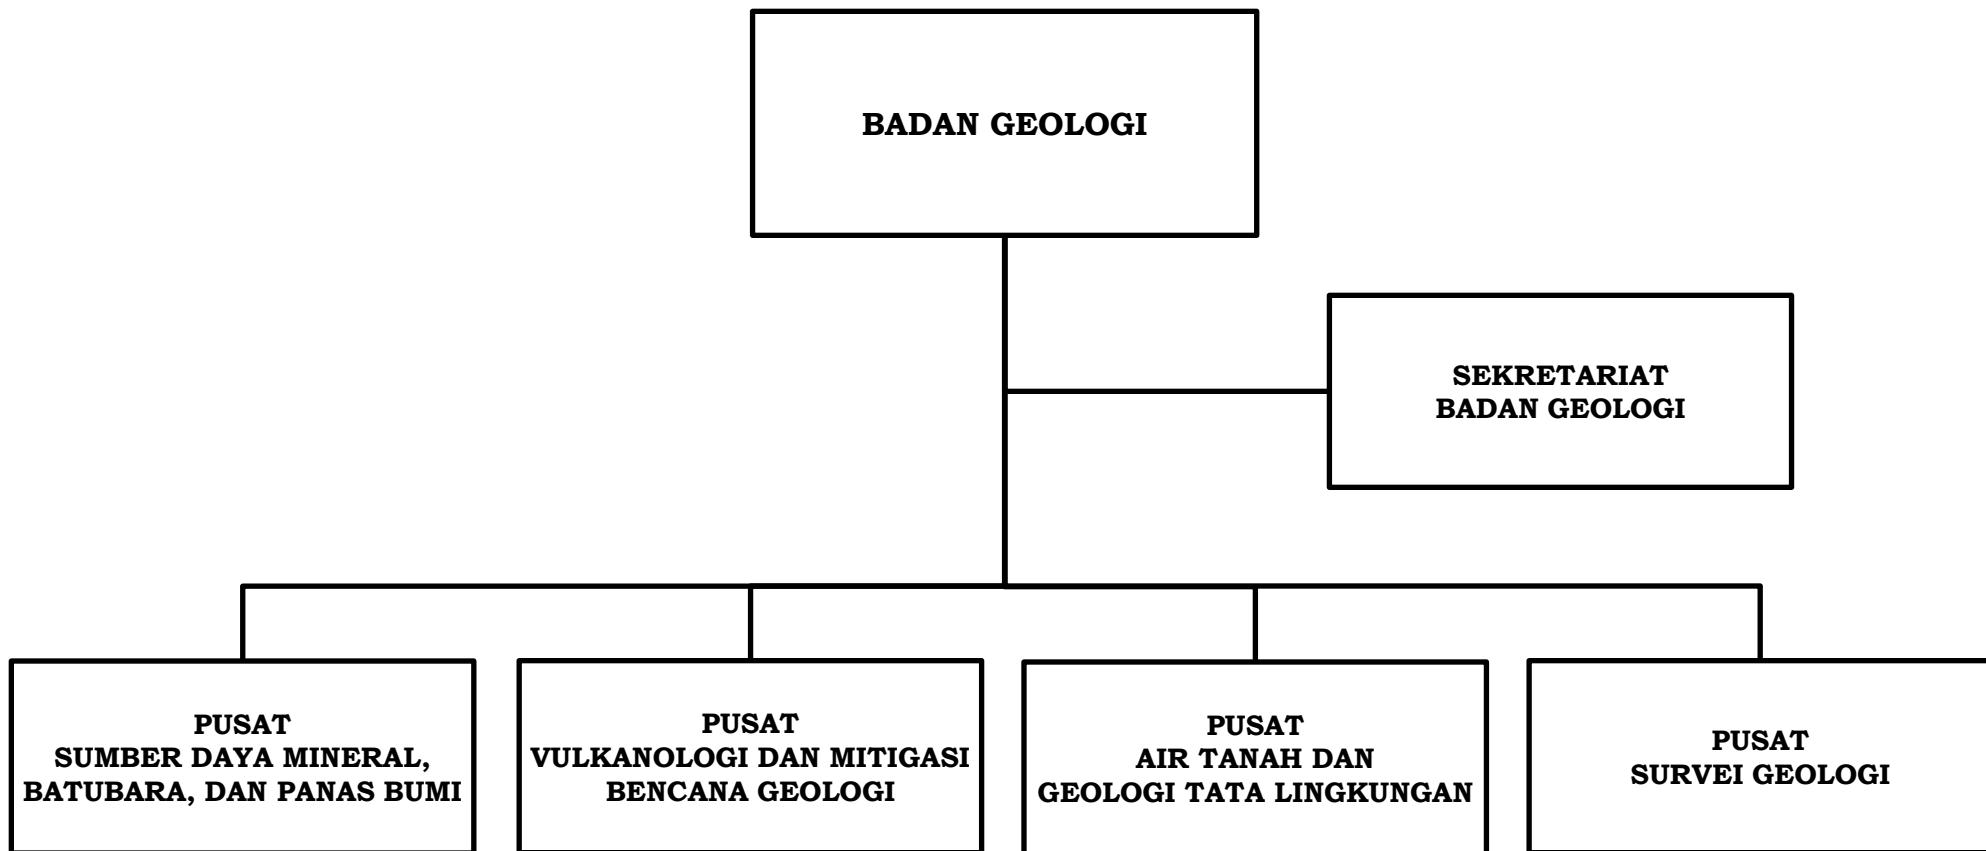 BADAN GEOLOGI
SEKRETARIAT
BADAN GEOLOGI
PUSAT
SUMBER DAYA MINERAL,
BATUBARA, DAN PANAS BUMI
PUSAT
VULKANOLOGI DAN MITIGASI
BENCANA GEOLOGI
PUSAT
AIR TANAH DAN
GEOLOGI TATA LINGKUNGAN
PUSAT
SURVEI GEOLOGI